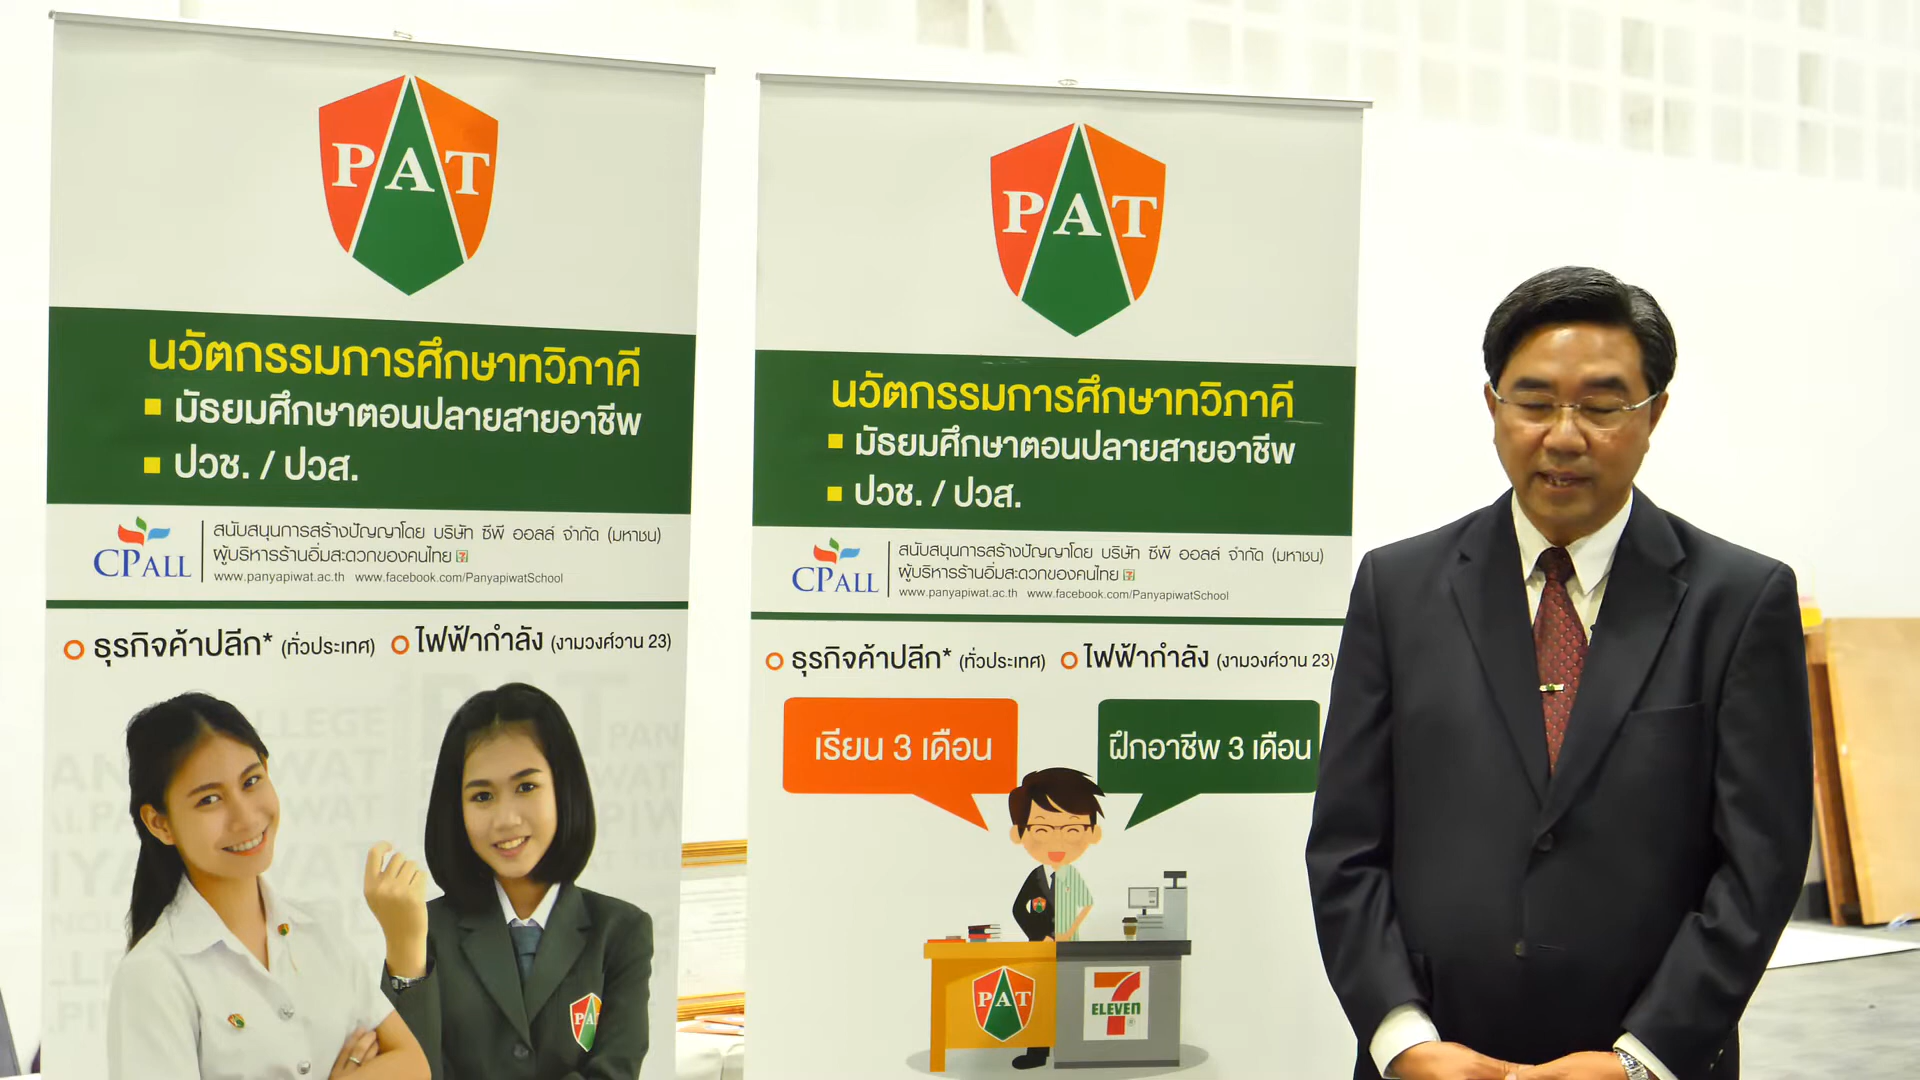 PAT
นวัตกรรมการศึกษาทวิภาคี
มัธยมศึกษาตอนปลายสายอาชีพ
ปวช. / ปวส.
CPALL
สนับสนุนการสร้างปัญญาโดย บริษัท ซีพี ออลล์ จำกัด (มหาชน)
ผู้บริหารร้านอิ่มสะดวกของคนไทย
www.panyapiwat.ac.th www.facebook.com/PanyapiwatSchool
ธุรกิจค้าปลีก* (ทั่วประเทศ) ไฟฟ้ากำลัง (งามวงศ์วาน 23)
PAT
นวัตกรรมการศึกษาทวิภาคี
มัธยมศึกษาตอนปลายสายอาชีพ
ปวช. / ปวส.
CPALL
สนับสนุนการสร้างปัญญาโดย บริษัท ซีพี ออลล์ จำกัด (มหาชน)
ผู้บริหารร้านอิ่มสะดวกของคนไทย
www.panyapiwat.ac.th www.facebook.com/PanyapiwatSchool
ธุรกิจค้าปลีก* (ทั่วประเทศ) ไฟฟ้ากำลัง (งามวงศ์วาน 23)
เรียน 3 เดือน
ฝึกอาชีพ 3 เดือน
PAT
7
ELEVEn